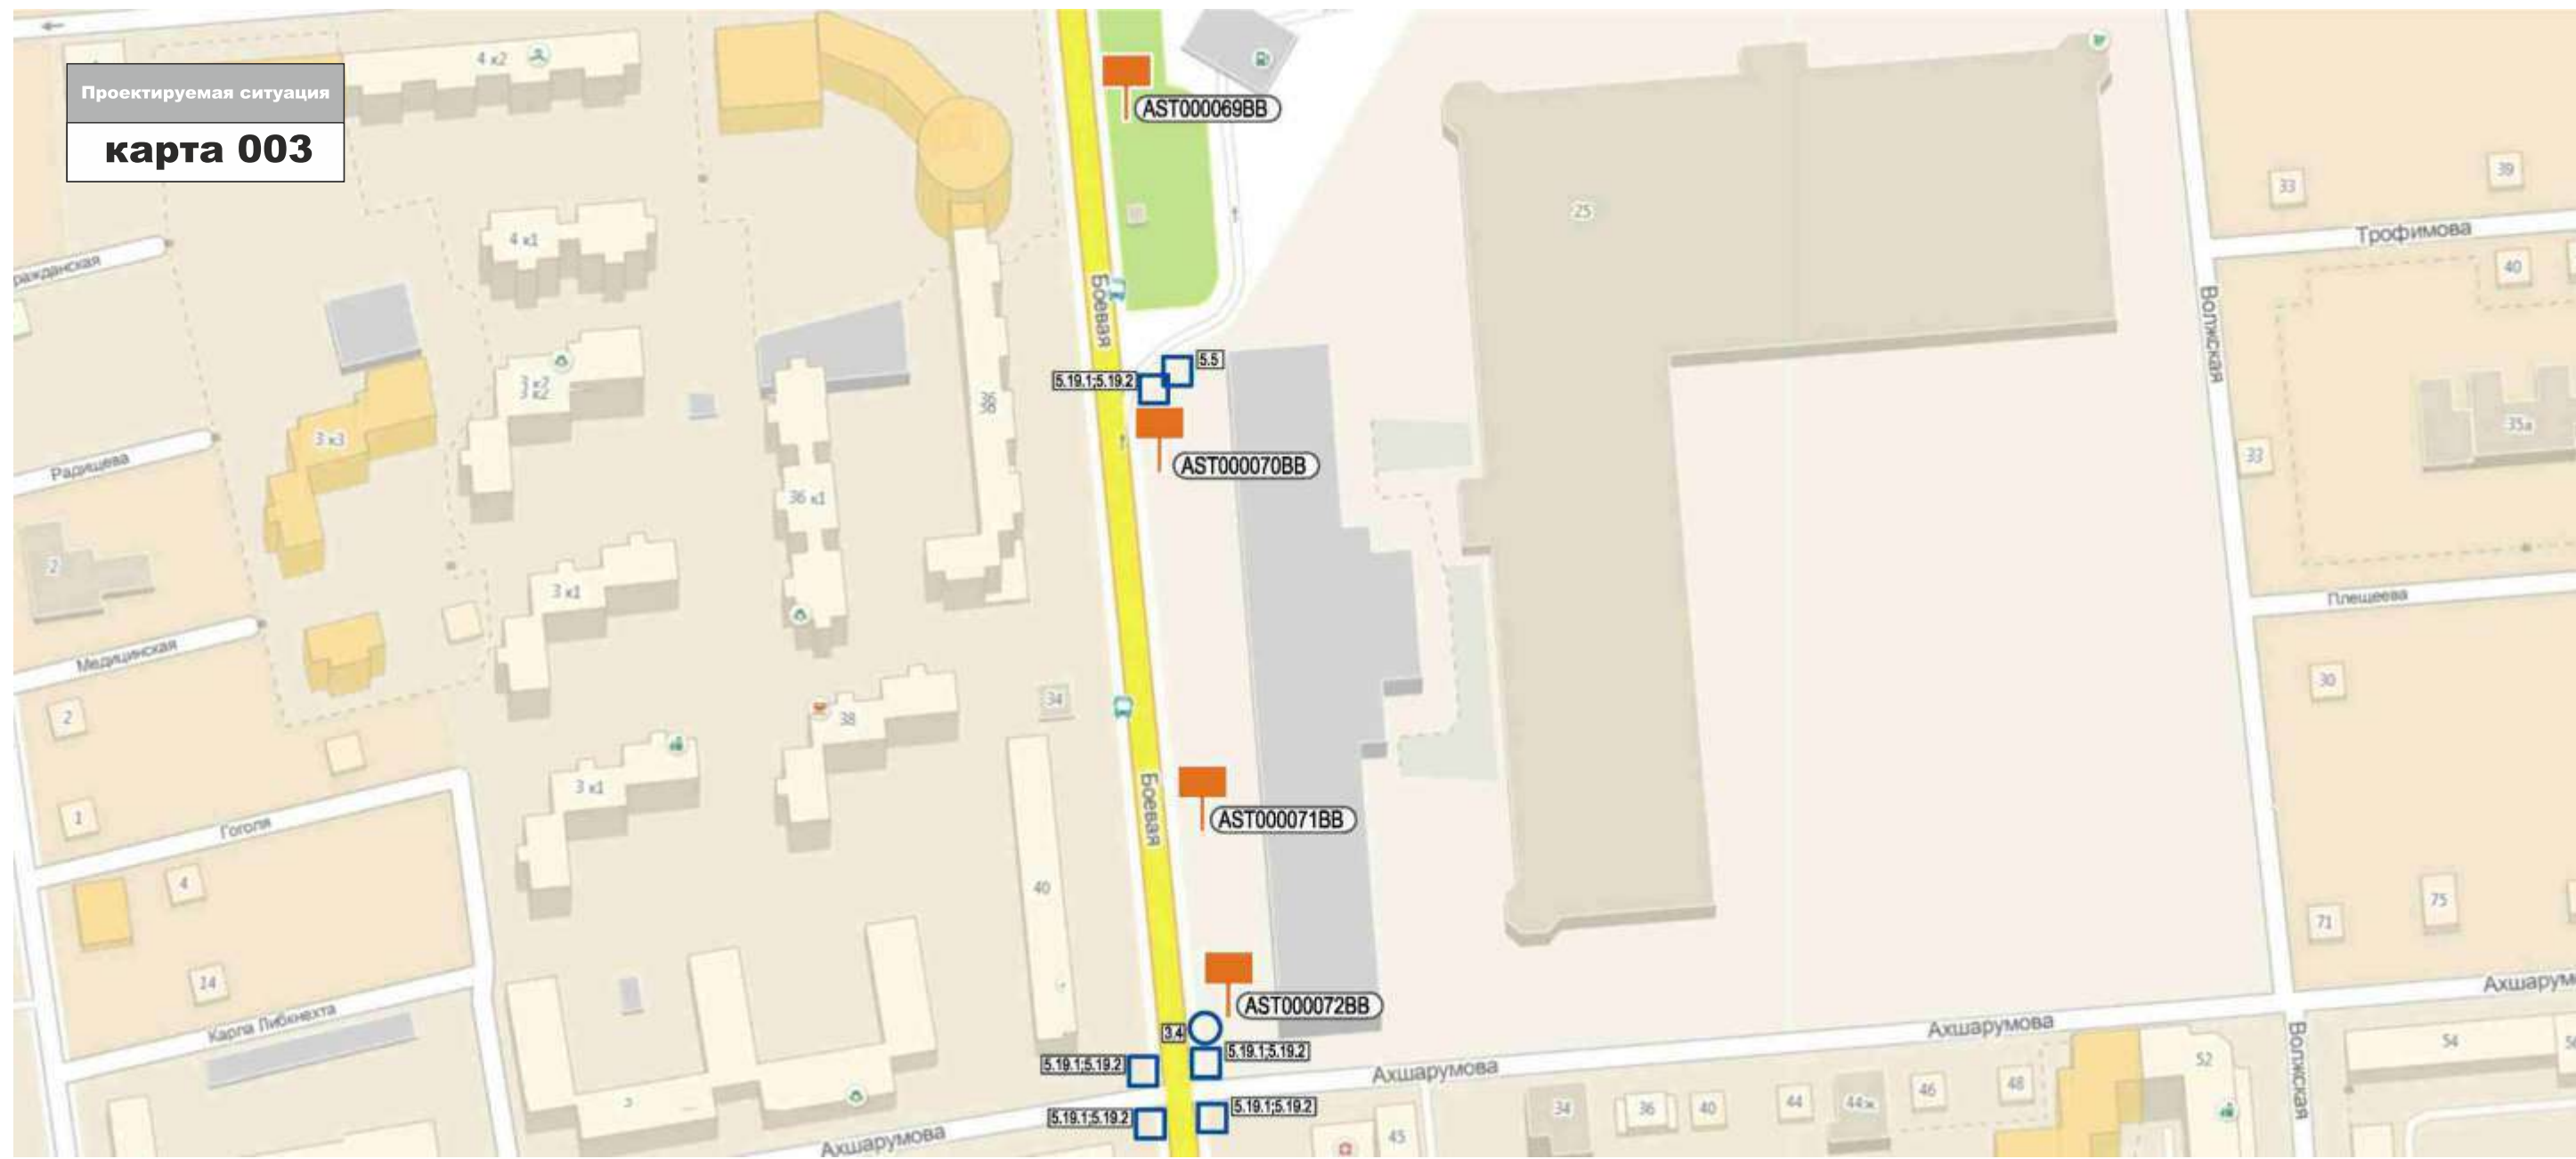 Проектируемая ситуация
карта 003
4 к2
AST000069BB
25
33
39
Трофимова
40
4 к1
Боевая
Волжская
5.5
5.19.1;5.19.2
3 к2
36
3 к3
AST000070BB
35а
33
Радищева
36 к1
2
3 к1
Плещеева
Медицинская
30
2
34
38
3 к1
Боевая
AST000071BB
1
Гоголя
4
40
75
71
14
AST000072BB
Карла Либкнехта
3.4
Ахшарумова
5.19.1;5.19.2
5.19.1;5.19.2
Ахшарумова
Волжская
52
54
46
48
44
44ж
34
36
40
5.19.1;5.19.2
5.19.1;5.19.2
Ахшарумова
45